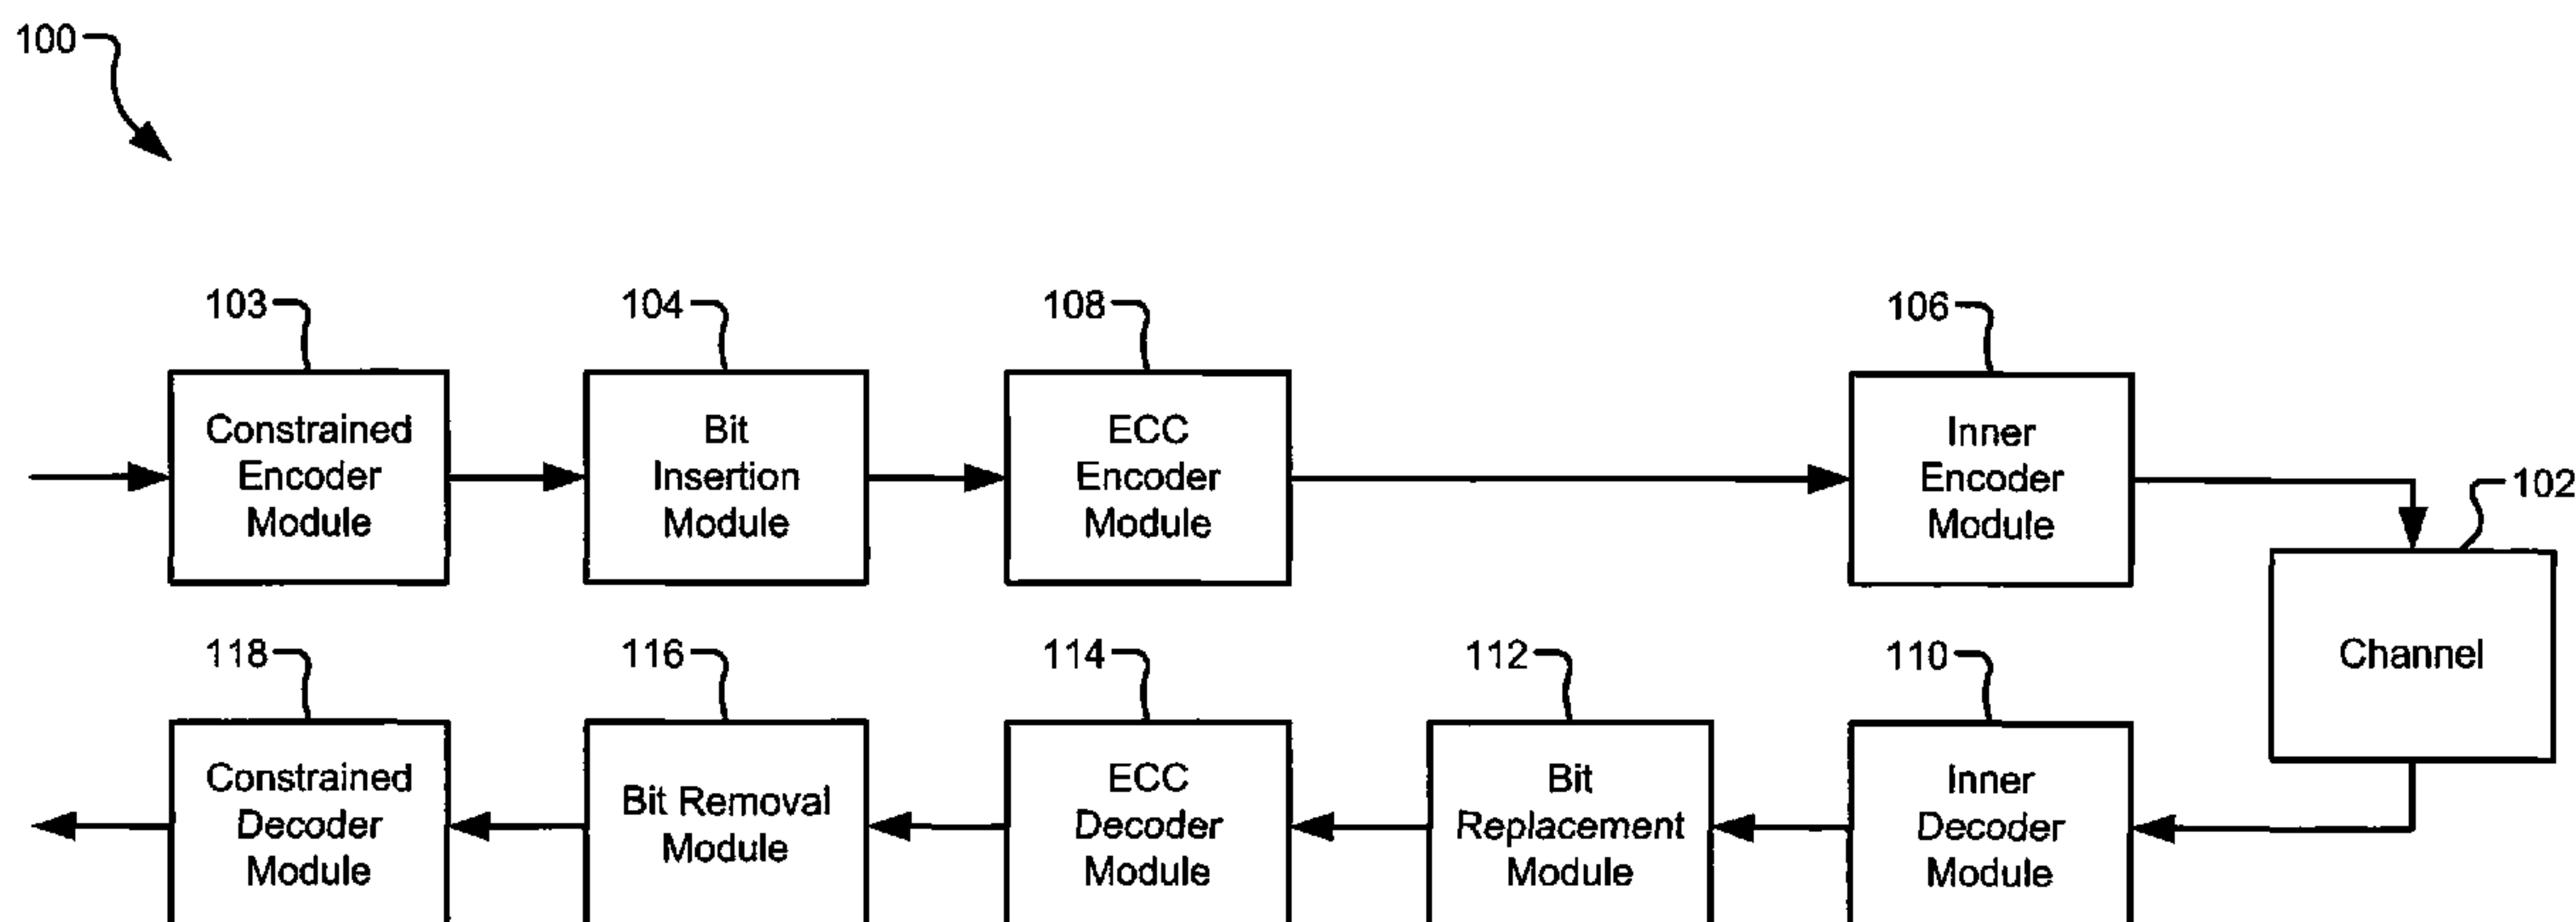 100
103
104
108
106
Constrained
Encoder
Module
Bit
Insertion
Module
ECC
Encoder
Module
Inner
Encoder
Module
102
Channel
118
116
114
112
110
Constrained
Decoder
Module
Bit Removal
Module
ECC
Decoder
Module
Bit
Replacement
Module
Inner
Decoder
Module